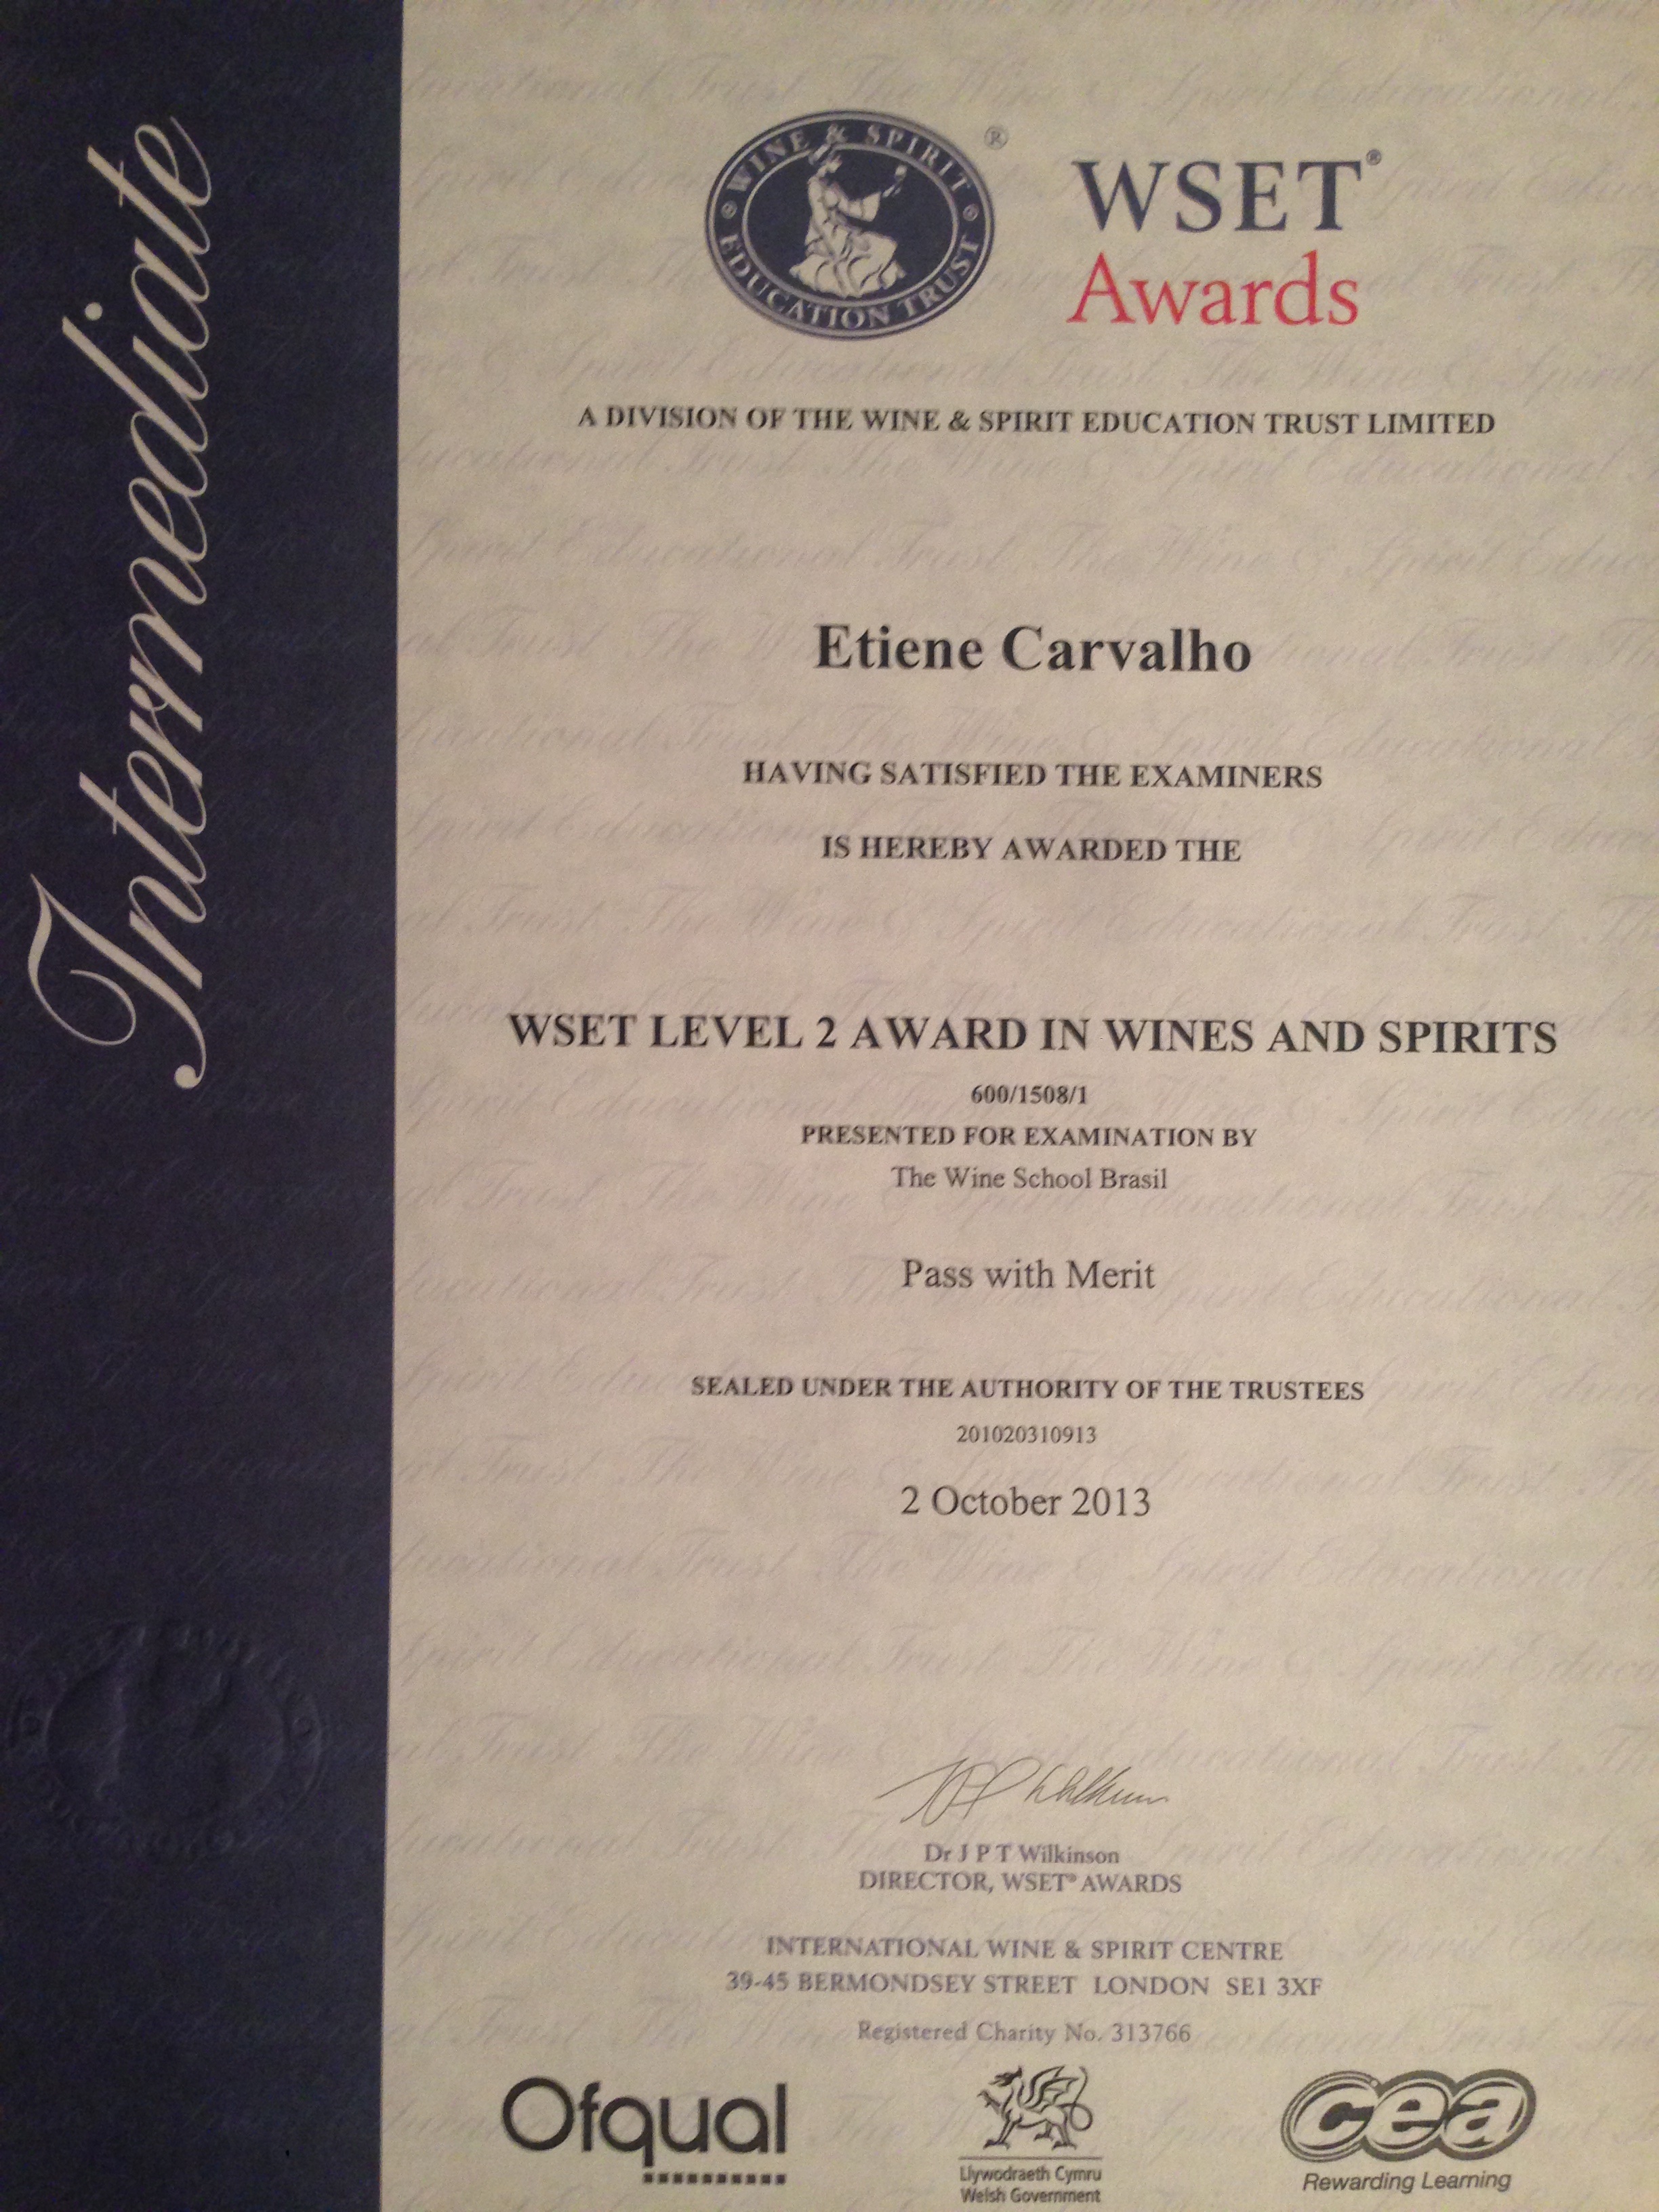 Intermediate
WINE & SPIRIT
EDUCATION TRUST
®
WSET®
Awards
A DIVISION OF THE WINE & SPIRIT EDUCATION TRUST LIMITED
Etiene Carvalho
HAVING SATISFIED THE EXAMINERS
IS HEREBY AWARDED THE
WSET LEVEL 2 AWARD IN WINES AND SPIRITS
600/1508/1
PRESENTED FOR EXAMINATION BY
The Wine School Brasil
Pass with Merit
SEALED UNDER THE AUTHORITY OF THE TRUSTEES
201020310913
2 October 2013
Dr J P T Wilkinson
DIRECTOR, WSET® AWARDS
INTERNATIONAL WINE & SPIRIT CENTRE
39-45 BERMONDSEY STREET LONDON SE1 3XF
Registered Charity No. 313766
Ofqual
Llywodraeth Cymru
Welsh Government
cea
Rewarding Learning